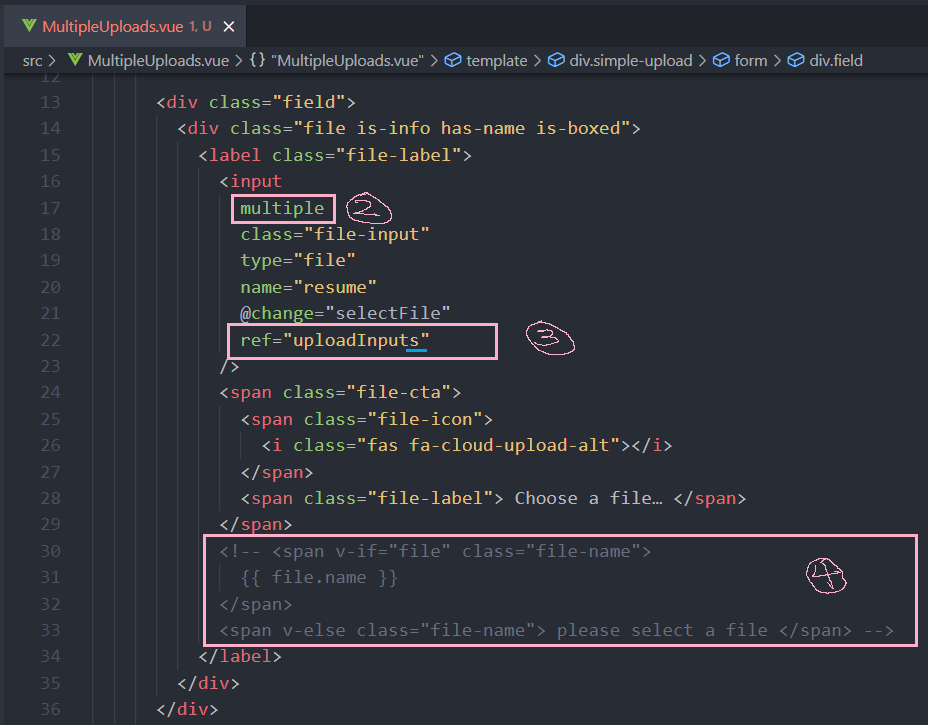 MultipleUploads.vue 1, U ×
src > MultipleUploads.vue > {} "MultipleUploads.vue" > template > div.simple-upload > form > div.field
12
13 <div class="field">
14 <div class="file is-info has-name is-boxed">
15 <label class="file-label">
16 <input
17 multiple 2
18 class="file-input"
19 type="file"
20 name="resume"
21 @change="selectFile"
22 ref="uploadInputs" 3
23 />
24 <span class="file-cta">
25 <span class="file-icon">
26 <i class="fas fa-cloud-upload-alt"></i>
27 </span>
28 <span class="file-label"> Choose a file… </span>
29 </span>
30 <!-- <span v-if="file" class="file-name">
31 {{ file.name }} 4
32 </span>
33 <span v-else class="file-name"> please select a file </span> -->
34 </label>
35 </div>
36 </div>